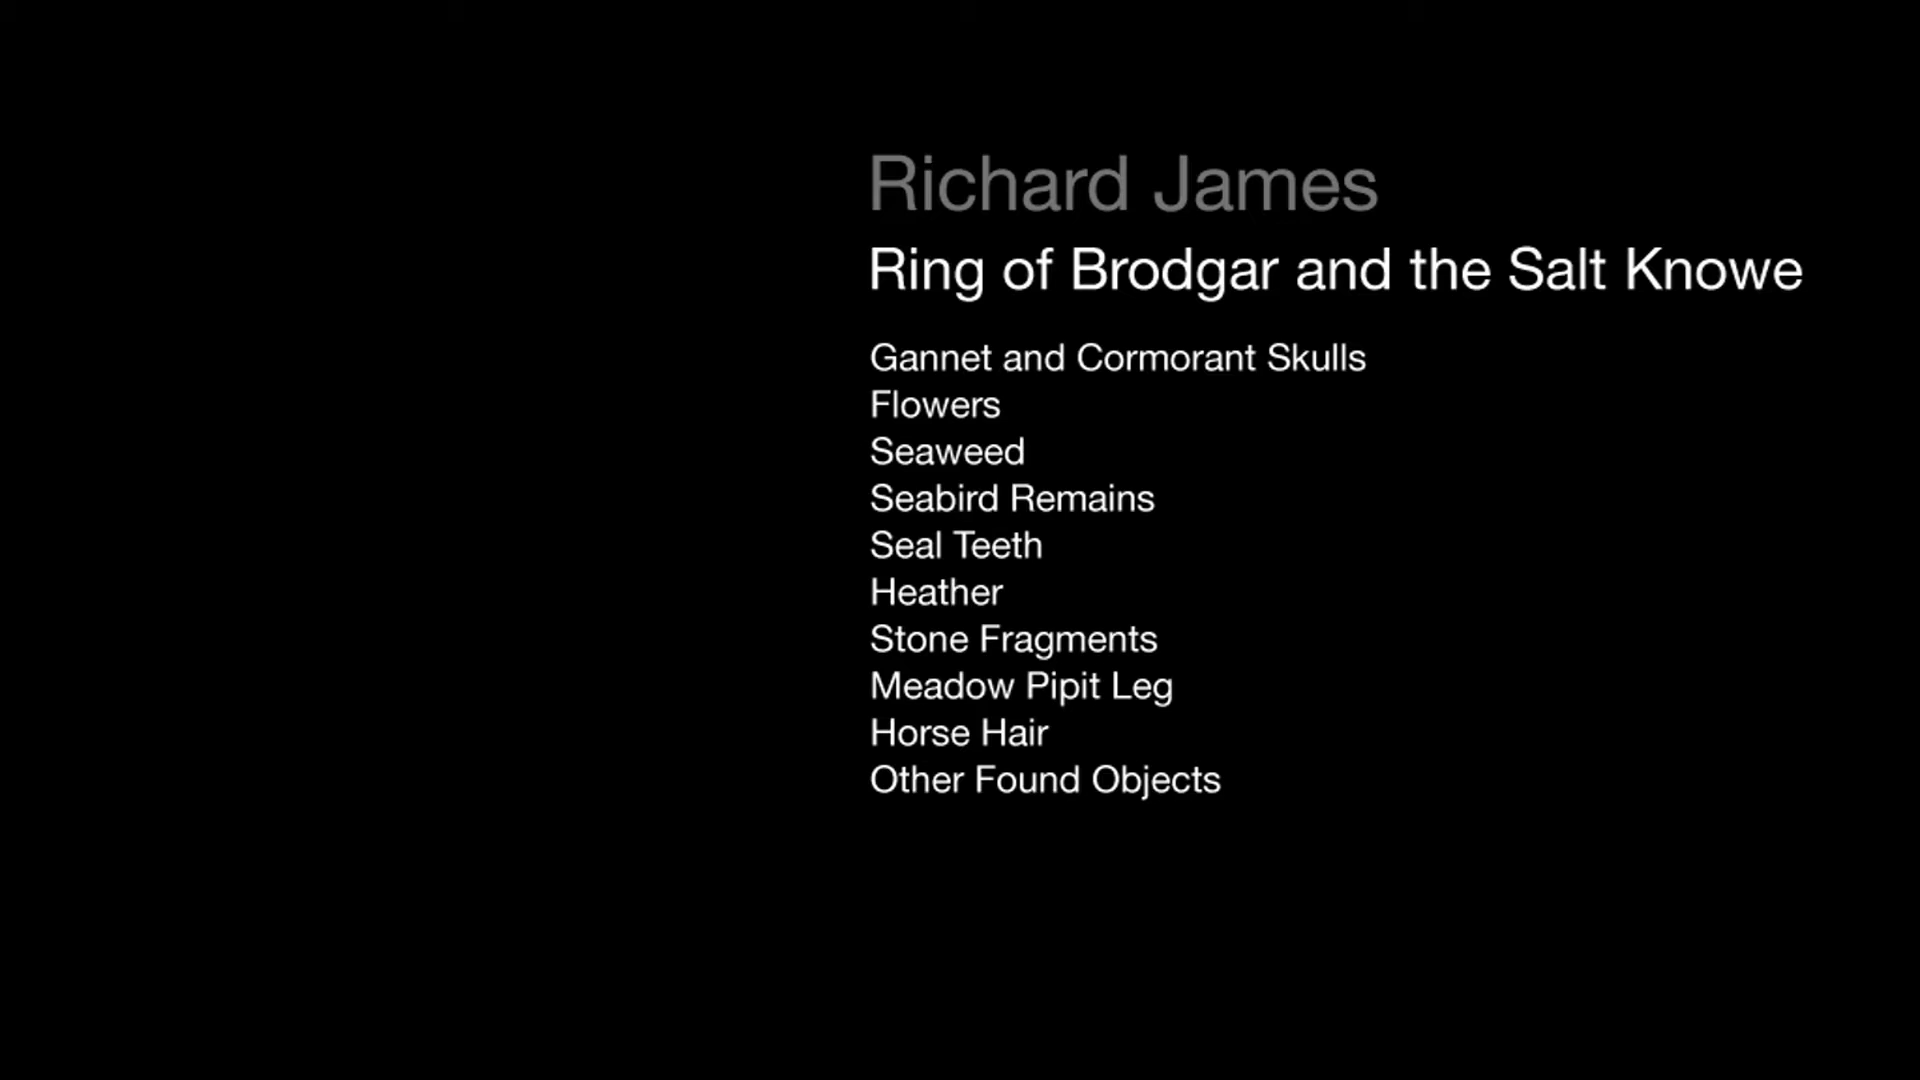 Richard James
Ring of Brodgar and the Salt Knowe
Gannet and Cormorant Skulls
Flowers
Seaweed
Seabird Remains
Seal Teeth
Heather
Stone Fragments
Meadow Pipit Leg
Horse Hair
Other Found Objects